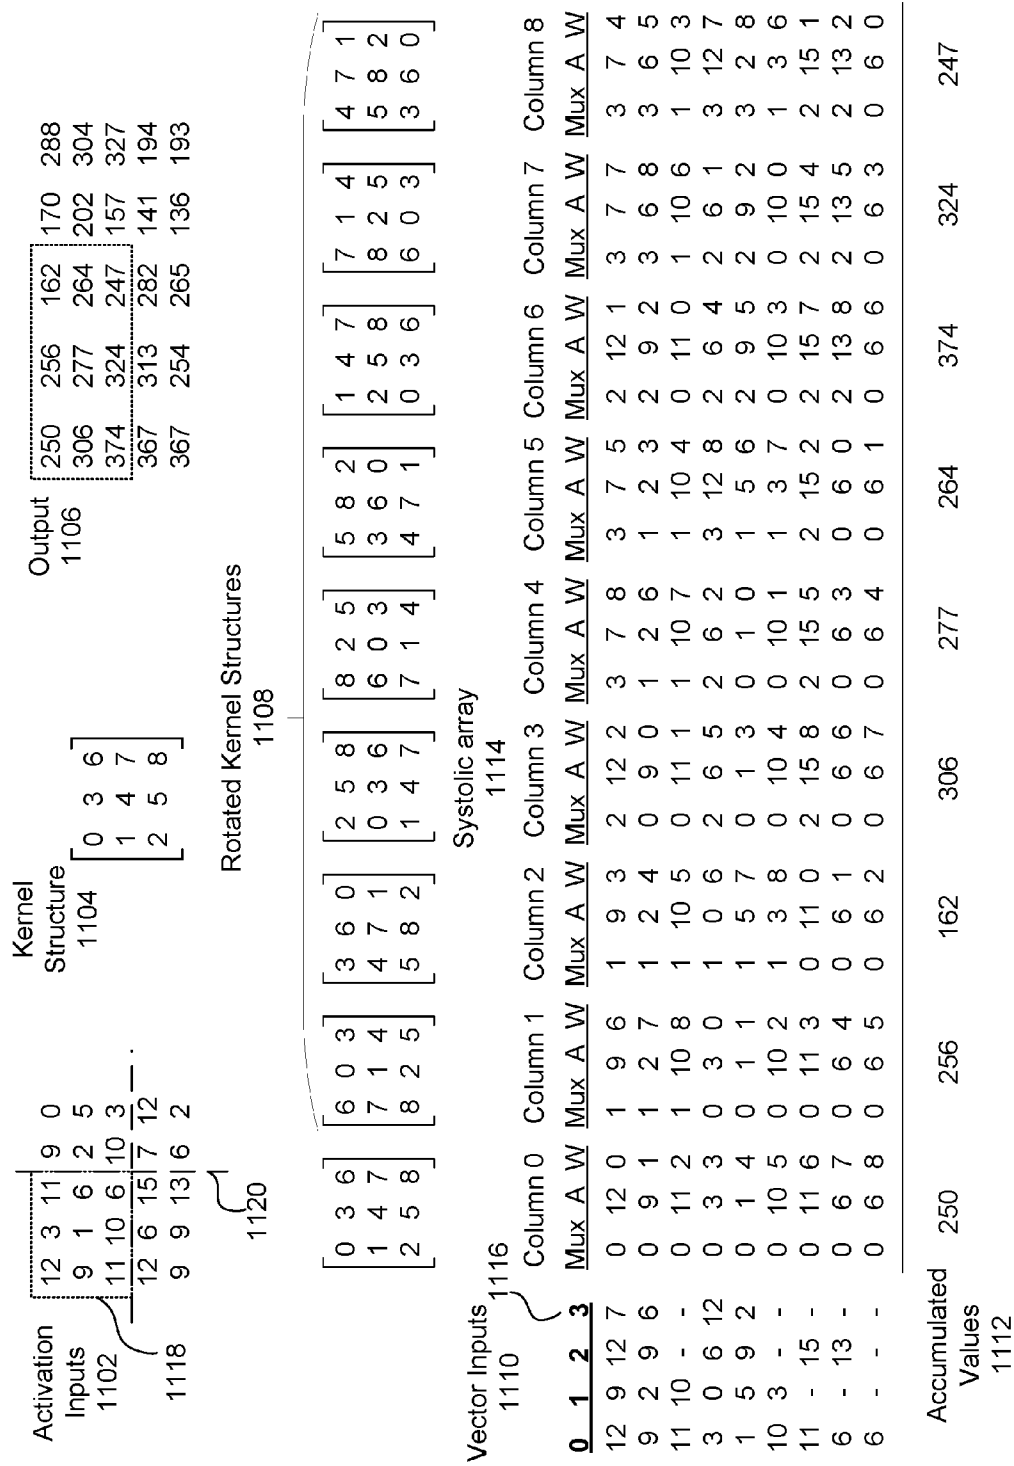 Activation
Inputs
1102
12 3 11 9 0
9 1 6 2 5
11 10 6 10 3
12 6 15 7 12
9 9 13 6 2
1118
1120
Kernel
Structure
1104
0 3 6
1 4 7
2 5 8
Output
1106
250 256 162 170 288
306 277 264 202 304
374 324 247 157 327
367 313 282 141 194
367 254 265 136 193
Rotated Kernel Structures
1108
0 3 6 6 0 3 3 6 0 2 5 8 8 2 5 5 8 2 1 4 7 7 1 4 4 7 1
1 4 7 7 1 4 4 7 1 0 3 6 6 0 3 3 6 0 2 5 8 8 2 5 5 8 2
2 5 8 8 2 5 5 8 2 1 4 7 7 1 4 4 7 1 0 3 6 6 0 3 3 6 0
Systolic array
1114
Vector Inputs
1110
1116
Column 0 Column 1 Column 2 Column 3 Column 4 Column 5 Column 6 Column 7 Column 8
0 1 2 3 Mux A W Mux A W Mux A W Mux A W Mux A W Mux A W Mux A W Mux A W Mux A W
12 9 12 7 0 12 0 1 9 6 1 9 3 2 12 2 3 7 8 3 7 5 2 12 1 3 7 7 3 7 4
9 2 9 6 0 9 1 1 2 7 1 2 4 0 9 0 1 2 6 1 2 3 2 9 2 3 6 8 3 6 5
11 10 - - 0 11 2 1 10 8 1 10 5 0 11 1 1 10 7 1 10 4 0 11 0 1 10 6 1 10 3
3 0 6 12 0 3 3 0 3 0 1 0 6 2 6 5 2 6 2 3 12 8 2 6 4 2 6 1 3 12 7
1 5 9 2 0 1 4 0 1 1 1 5 7 0 1 3 0 1 0 1 5 6 2 9 5 2 9 2 3 2 8
10 3 - - 0 10 5 0 10 2 1 3 8 0 10 4 0 10 1 1 3 7 0 10 3 0 10 0 1 3 6
11 - 15 - 0 11 6 0 11 3 0 11 0 2 15 8 2 15 5 2 15 2 2 15 7 2 15 4 2 15 1
6 - 13 - 0 6 7 0 6 4 0 6 1 0 6 6 0 6 3 0 6 0 2 13 8 2 13 5 2 13 2
6 - - - 0 6 8 0 6 5 0 6 2 0 6 7 0 6 4 0 6 1 0 6 6 0 6 3 0 6 0
Accumulated
Values
1112
250 256 162 306 277 264 374 324 247